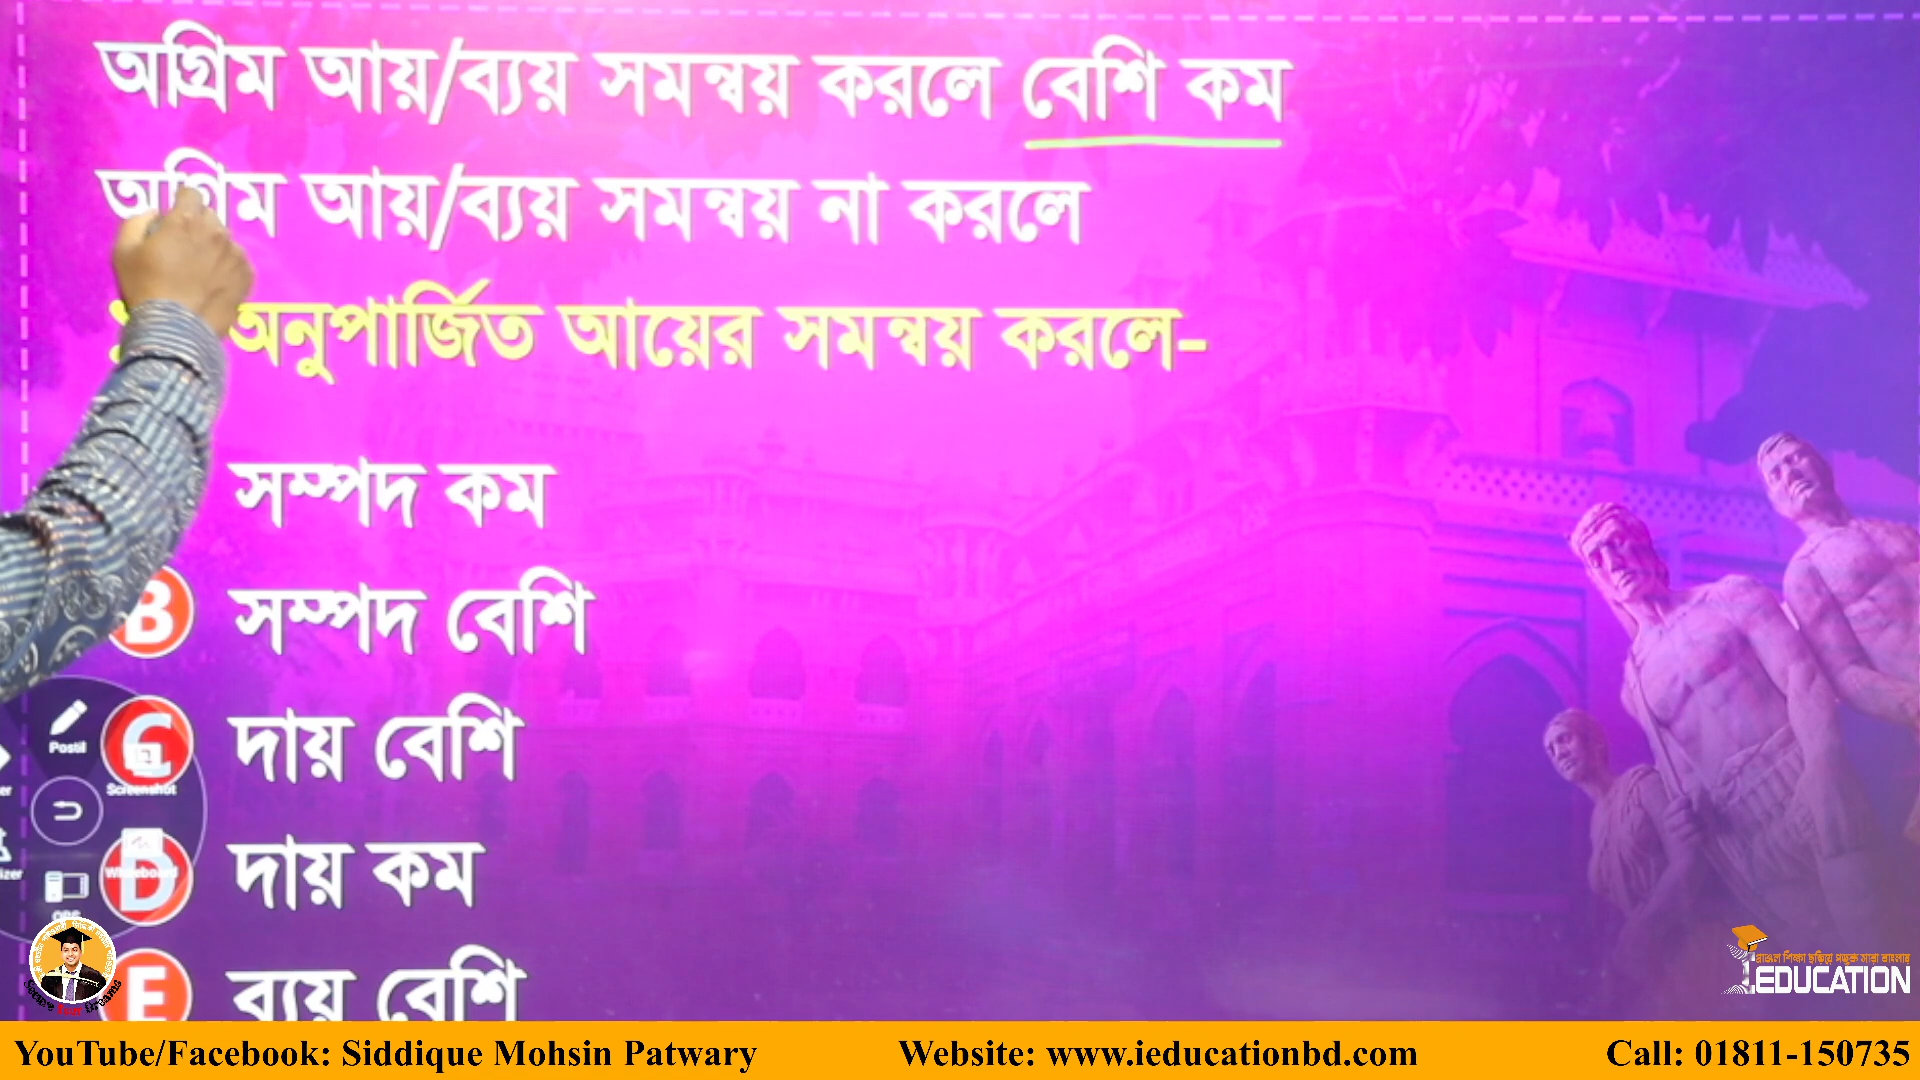 অগ্রিম আয়/ব্যয় সমন্বয় করলে বেশি কম
অগ্রিম আয়/ব্যয় সমন্বয় না করলে
অনুপার্জিত আয়ের সমন্বয় করলে-
সম্পদ কম
B সম্পদ বেশি
C দায় বেশি
D দায় কম
E ব্যয় বেশি
Postil
Screenshot
Whiteboard
EDUCATION
YouTube/Facebook: Siddique Mohsin Patwary Website: www.ieducationbd.com Call: 01811-150735